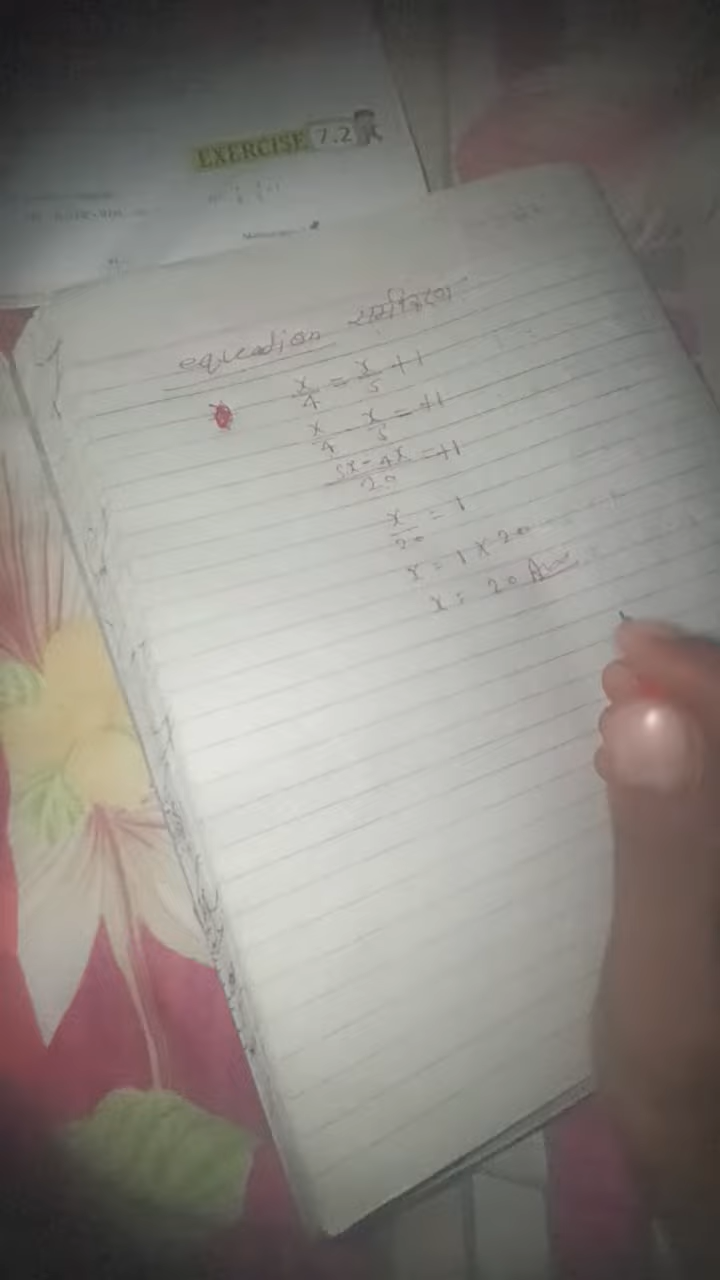 EXERCISE 7.2
equation समीकरण
x/4 = x/5 + 1
x/4 - x/5 = +1
5x - 4x/20 = +1
x/20 = 1
x = 1 X 20
x = 20 Ans